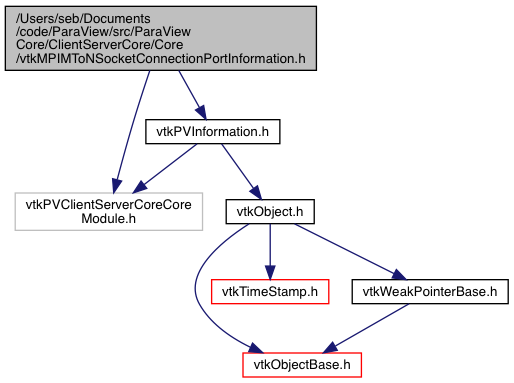 /Users/seb/Documents
/code/ParaView/src/ParaView
Core/ClientServerCore/Core
/vtkMPIMToNSocketConnectionPortInformation.h
vtkPVInformation.h
vtkPVClientServerCoreCore
Module.h
vtkObject.h
vtkTimeStamp.h
vtkWeakPointerBase.h
vtkObjectBase.h